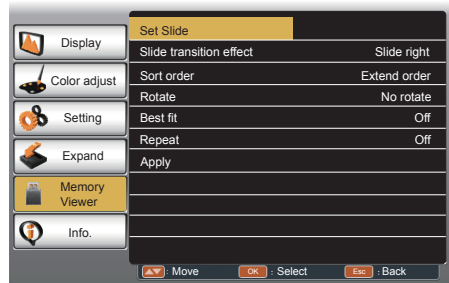 Display
Color adjust
Setting
Expand
Memory
Viewer
Info.
Set Slide
Slide transition effect Slide right
Sort order Extend order
Rotate No rotate
Best fit Off
Repeat Off
Apply
: Move OK : Select Esc : Back